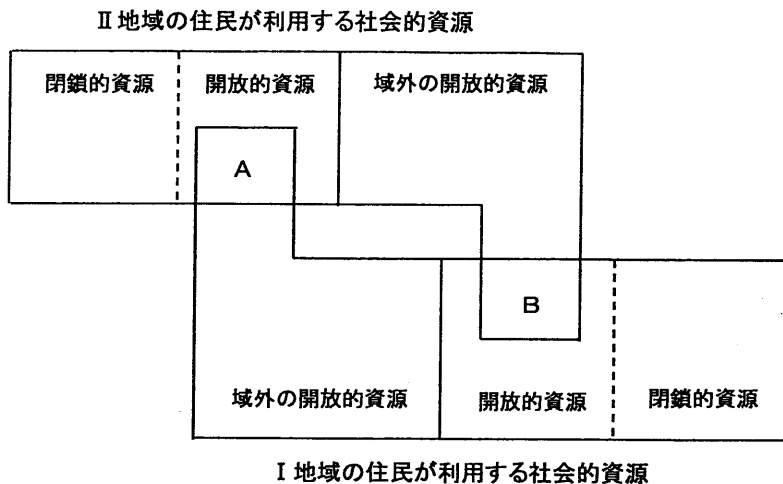 Ⅱ地域の住民が利用する社会的資源
閉鎖的資源 開放的資源 域外の開放的資源
A
B
域外の開放的資源 開放的資源 閉鎖的資源
Ⅰ地域の住民が利用する社会的資源